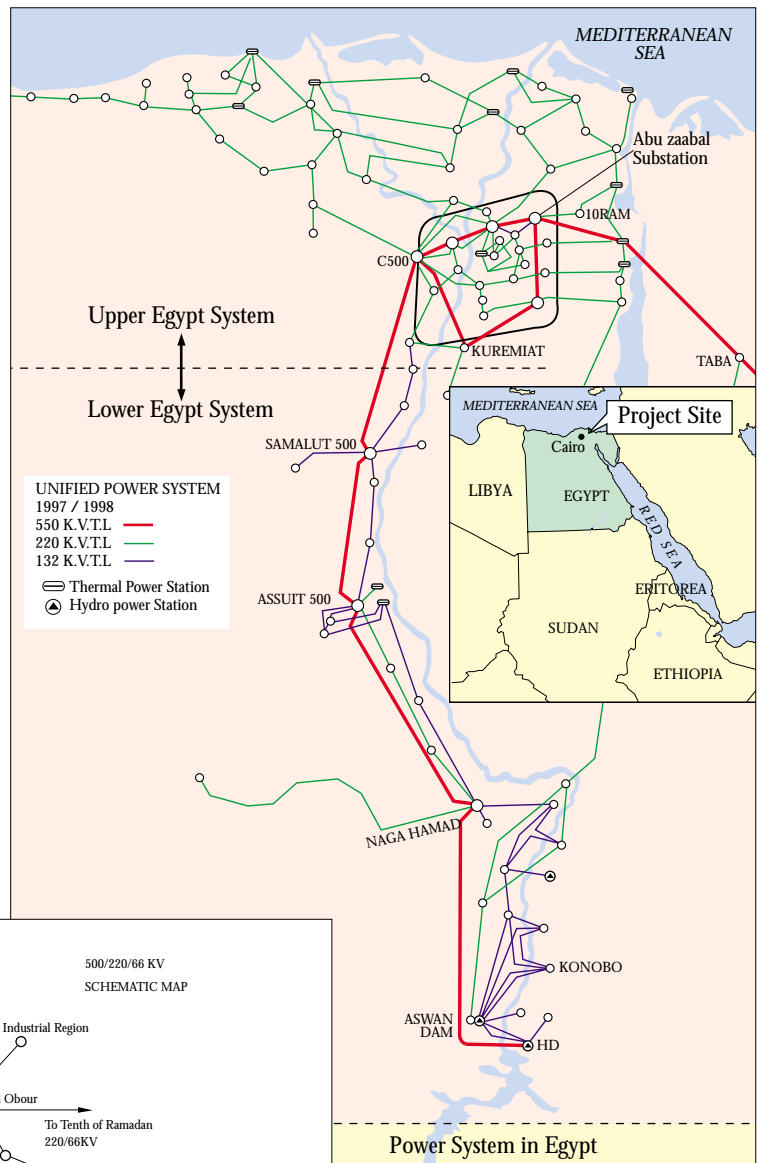 MEDITERRANEAN
SEA
Abu zaabal
Substation
10RAM
C500
Upper Egypt System
KUREMIAT
TABA
Lower Egypt System
MEDITERRANEAN SEA
Project Site
Cairo
SAMALUT 500
LIBYA
EGYPT
RED SEA
UNIFIED POWER SYSTEM
1997 / 1998
550 K.V.T.L
220 K.V.T.L
132 K.V.T.L
Thermal Power Station
Hydro power Station
ASSUIT 500
ERITOREA
SUDAN
ETHIOPIA
NAGA HAMAD
500/220/66 KV
SCHEMATIC MAP
KONOBO
Industrial Region
ASWAN
DAM
HD
Obour
To Tenth of Ramadan
220/66KV
Power System in Egypt